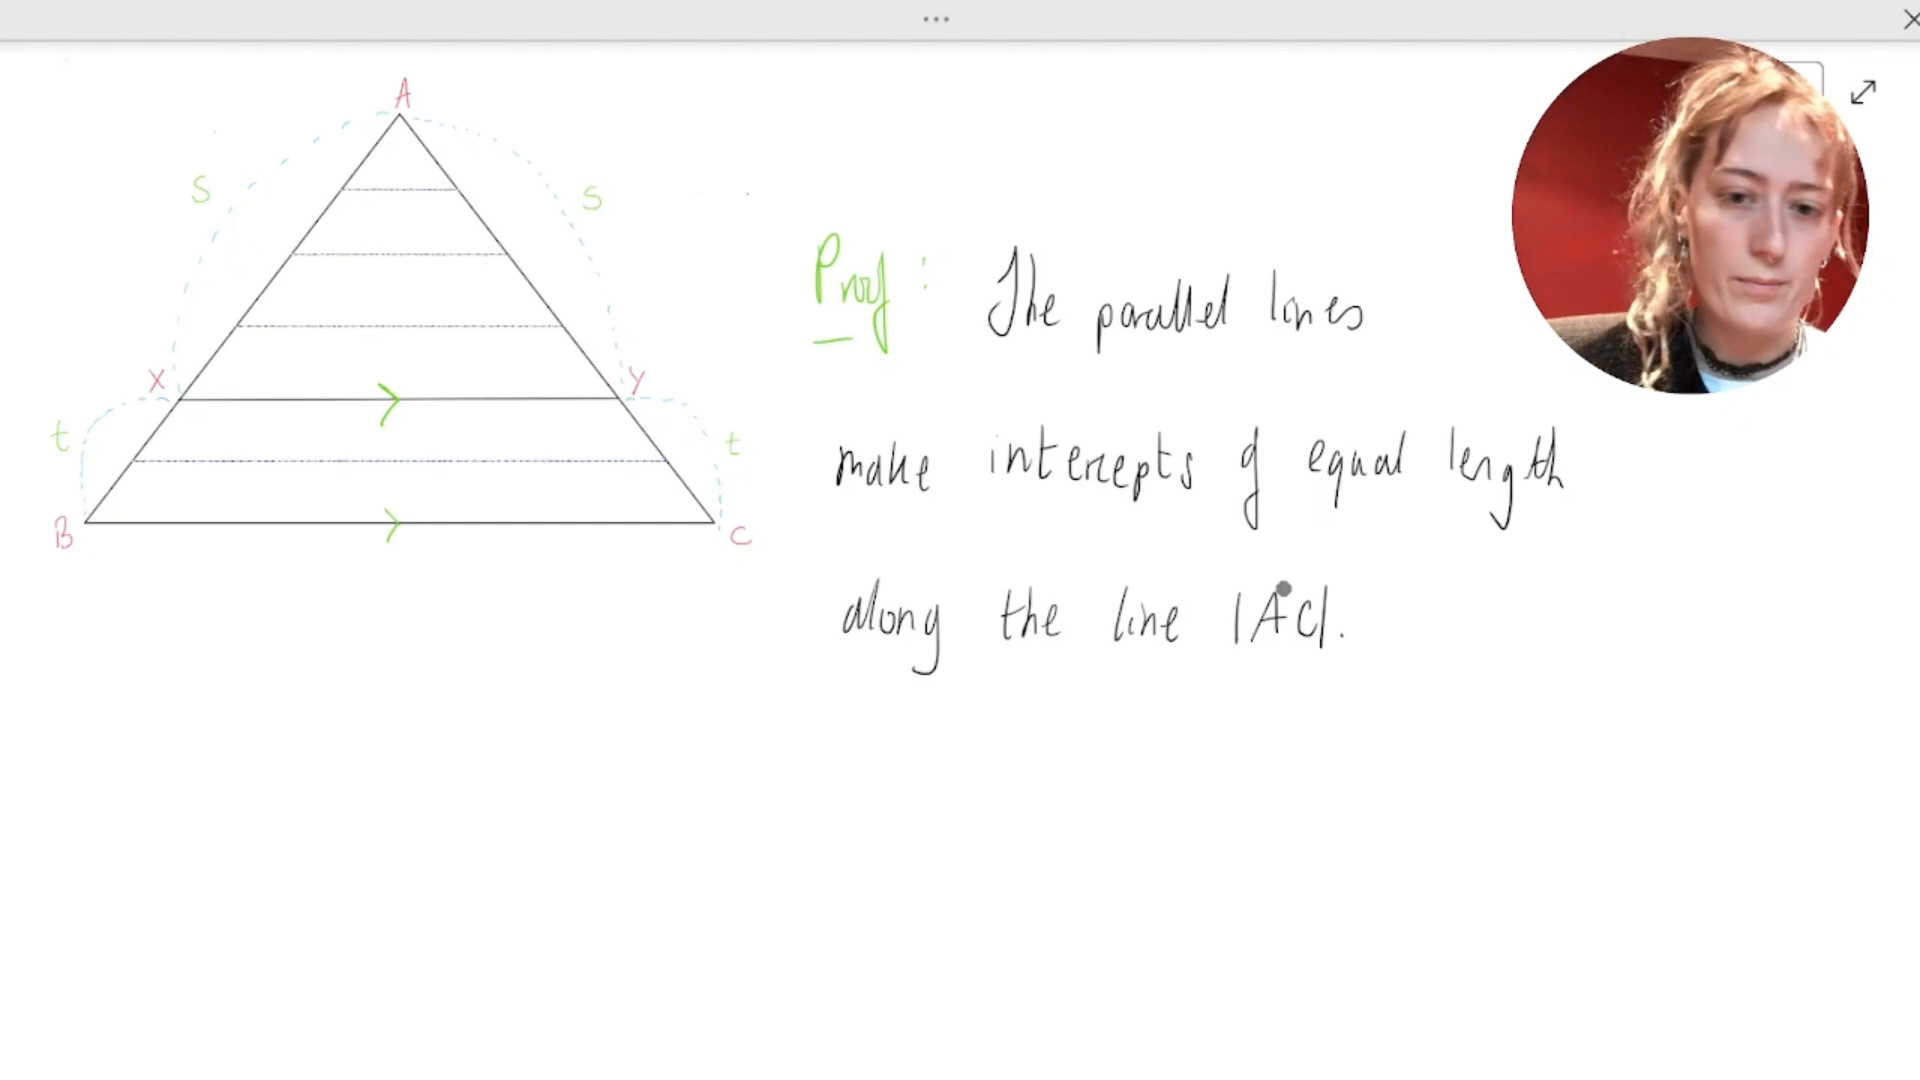 A
S
S
X
Y
t
t
B
C
Proof : The parallel lines
make intercepts of equal length
along the line |AC|.